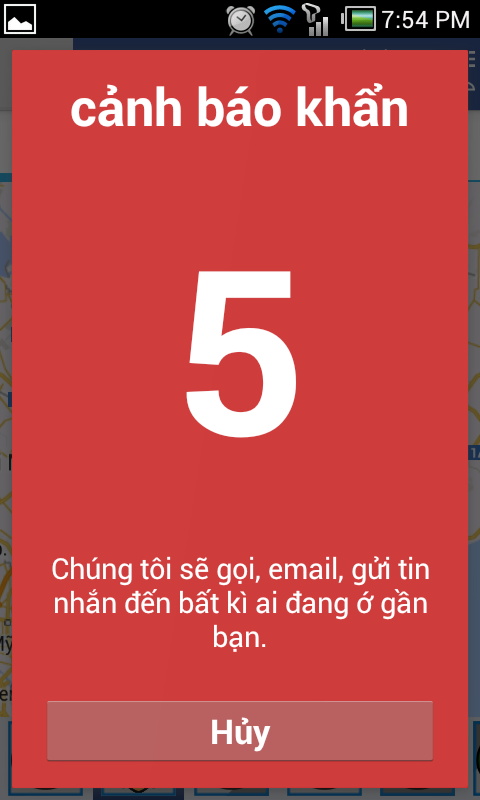 7:54 PM
cảnh báo khẩn
5
Chúng tôi sẽ gọi, email, gửi tin
nhắn đến bất kì ai đang ớ gần
bạn.
Hủy